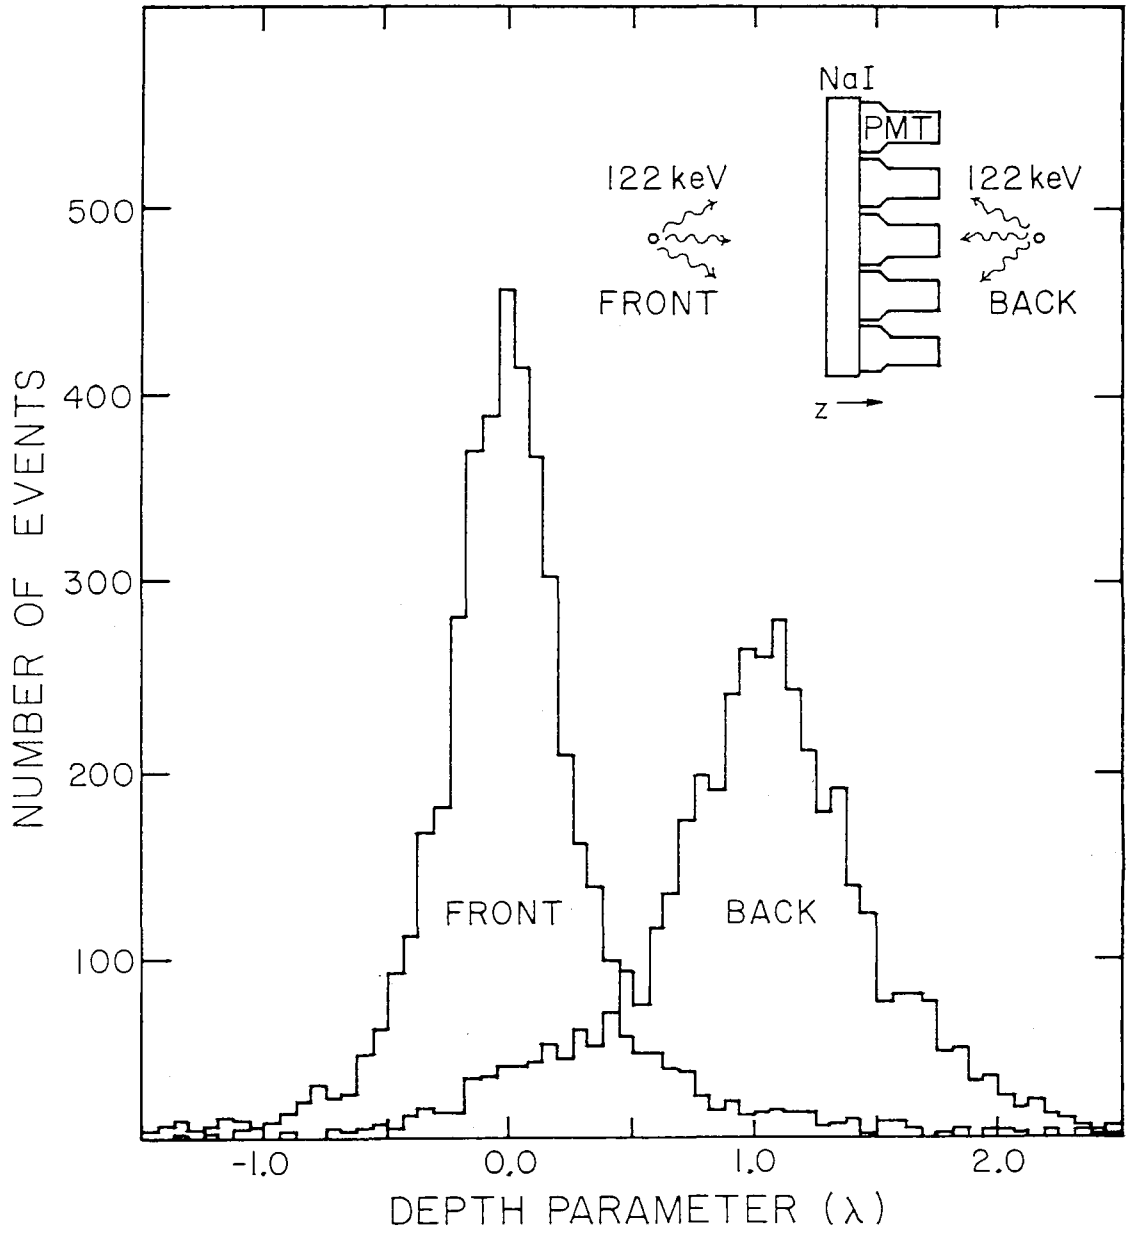 NaI
PMT
122 keV
122 keV
FRONT
BACK
z
500
400
300
200
100
NUMBER OF EVENTS
FRONT
BACK
-1.0 0.0 1.0 2.0
DEPTH PARAMETER (λ)